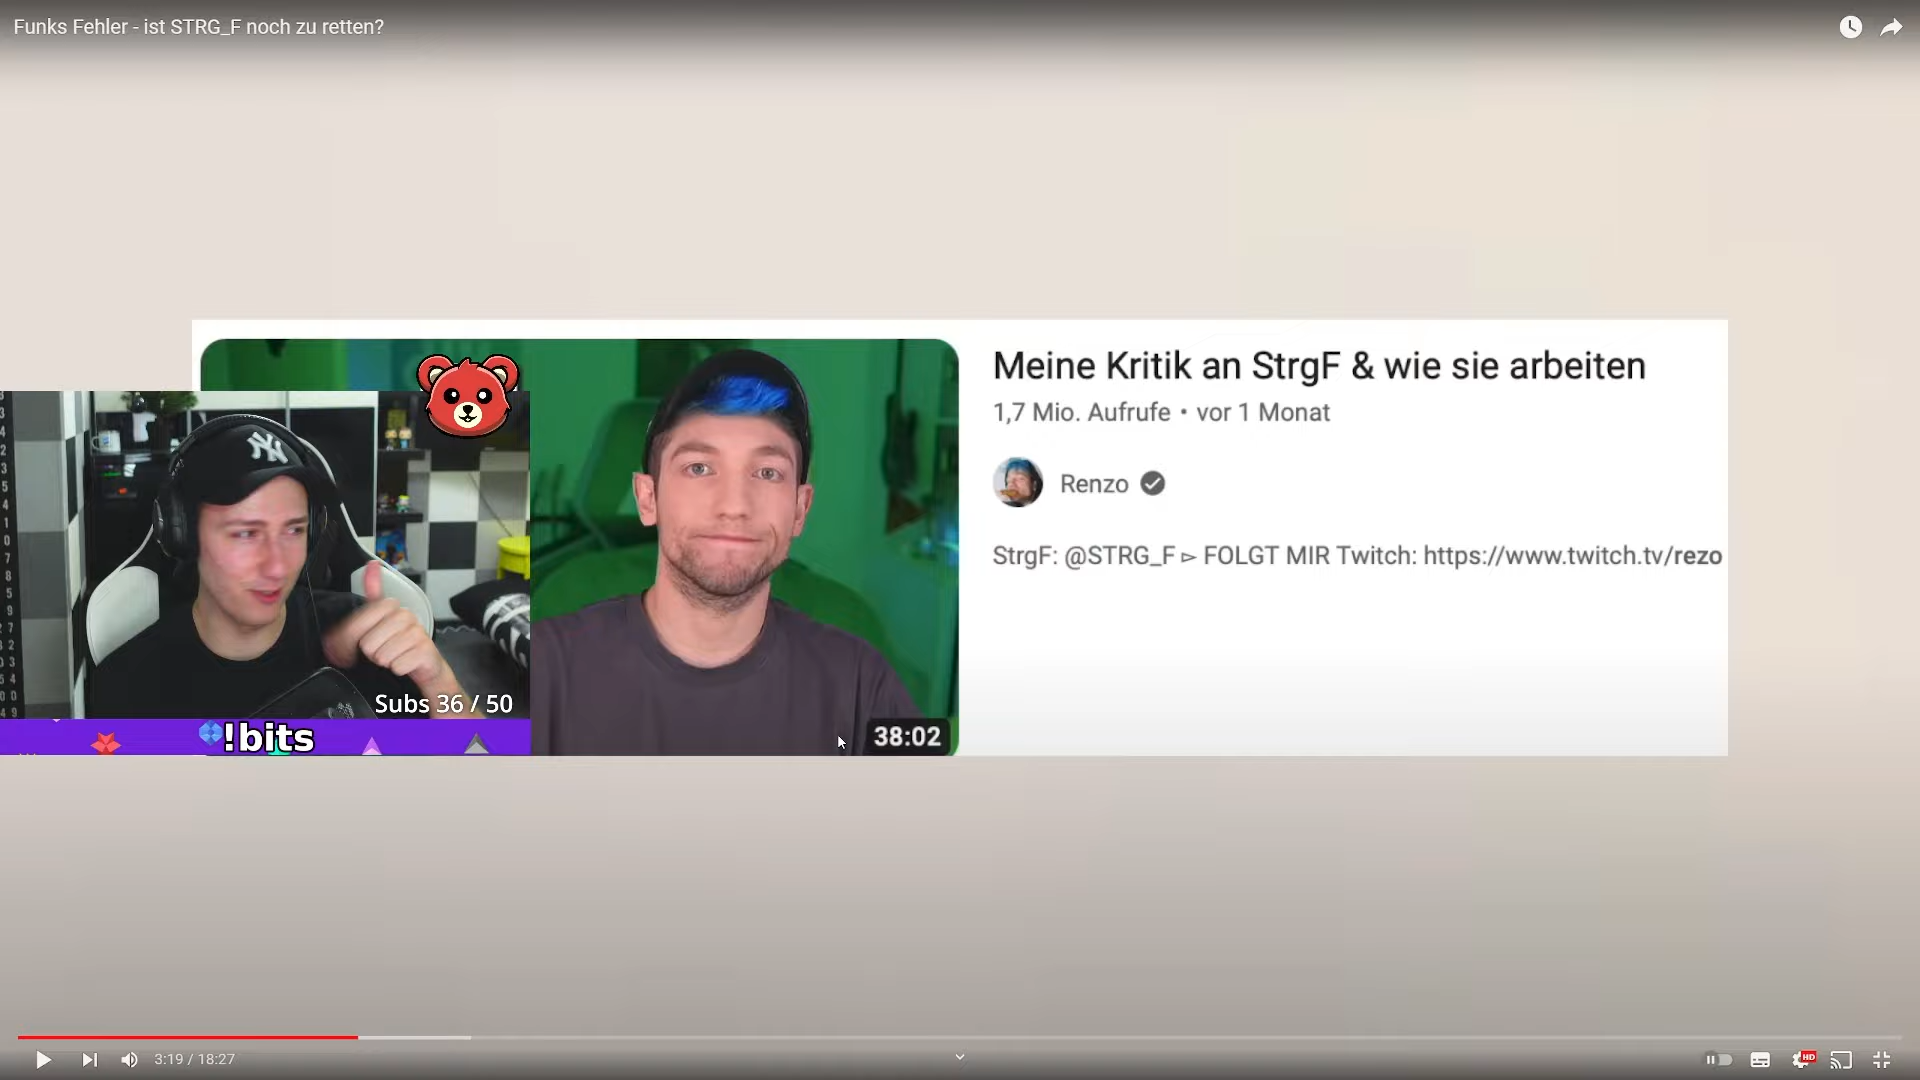 Funks Fehler - ist STRG_F noch zu retten?
Meine Kritik an StrgF & wie sie arbeiten
1,7 Mio. Aufrufe • vor 1 Monat
Renzo
StrgF: @STRG_F ▻ FOLGT MIR Twitch: https://www.twitch.tv/rezo
NY
Subs 36 / 50
!bits
38:02
3:19 / 18:27
HD